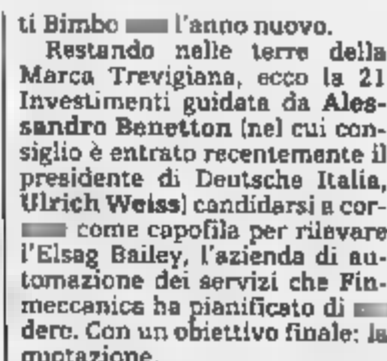 ti Bimbo l'anno nuovo.
Restando nelle terre della
Marca Trevigiana, ecco la 21
Investimenti guidata da Ales-
sandro Benetton (nel cui con-
siglio è entrato recentemente il
presidente di Deutsche Italia,
Ulrich Weiss) candidarsi a cor-
come capofila per rilevare
l'Elsag Bailey, l'azienda di au-
tomazione dei servizi che Fin-
meccanica ha pianificato di
dere. Con un obiettivo finale: la
quotazione.